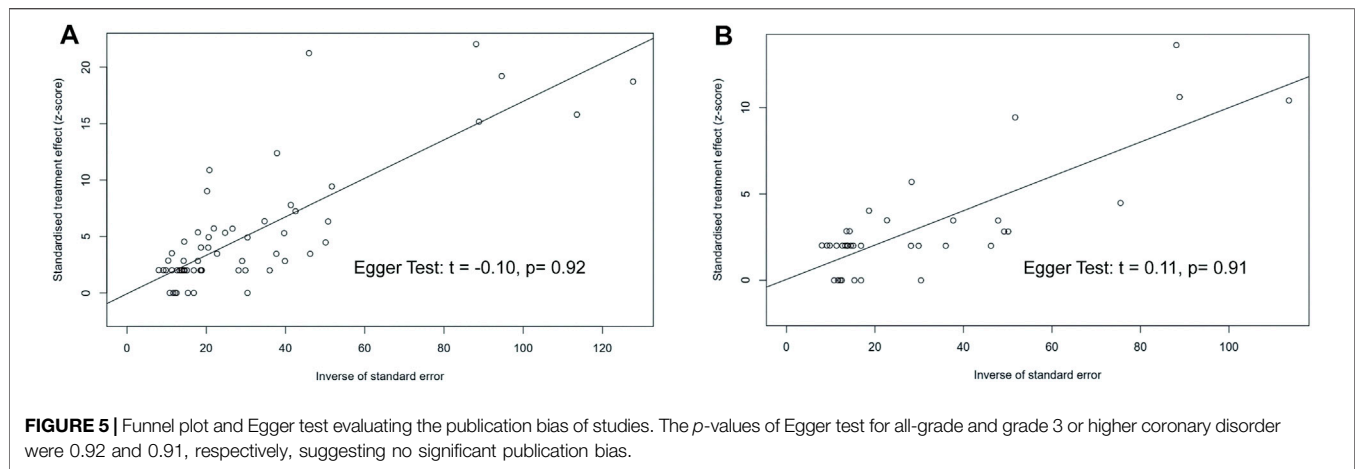 A
Standardised treatment effect (z-score)
20
15
10
5
0
Egger Test: t = -0.10, p= 0.92
0 20 40 60 80 100 120
Inverse of standard error
B
Standardised treatment effect (z-score)
10
5
0
Egger Test: t = 0.11, p= 0.91
0 20 40 60 80 100
Inverse of standard error
FIGURE 5 | Funnel plot and Egger test evaluating the publication bias of studies. The p-values of Egger test for all-grade and grade 3 or higher coronary disorder
were 0.92 and 0.91, respectively, suggesting no significant publication bias.